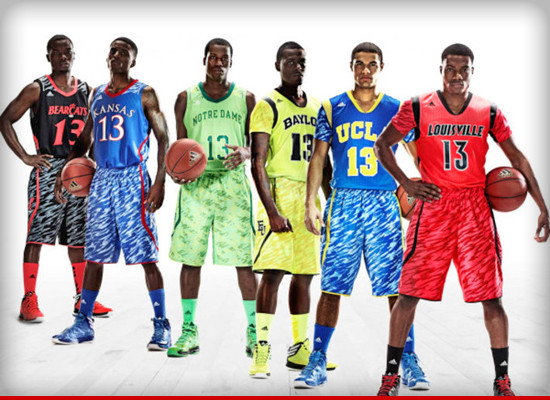 BEARCATS
13
KANSAS
13
NOTRE DAME
13
BAYLOR
13
UCLA
13
LOUISVILLE
13